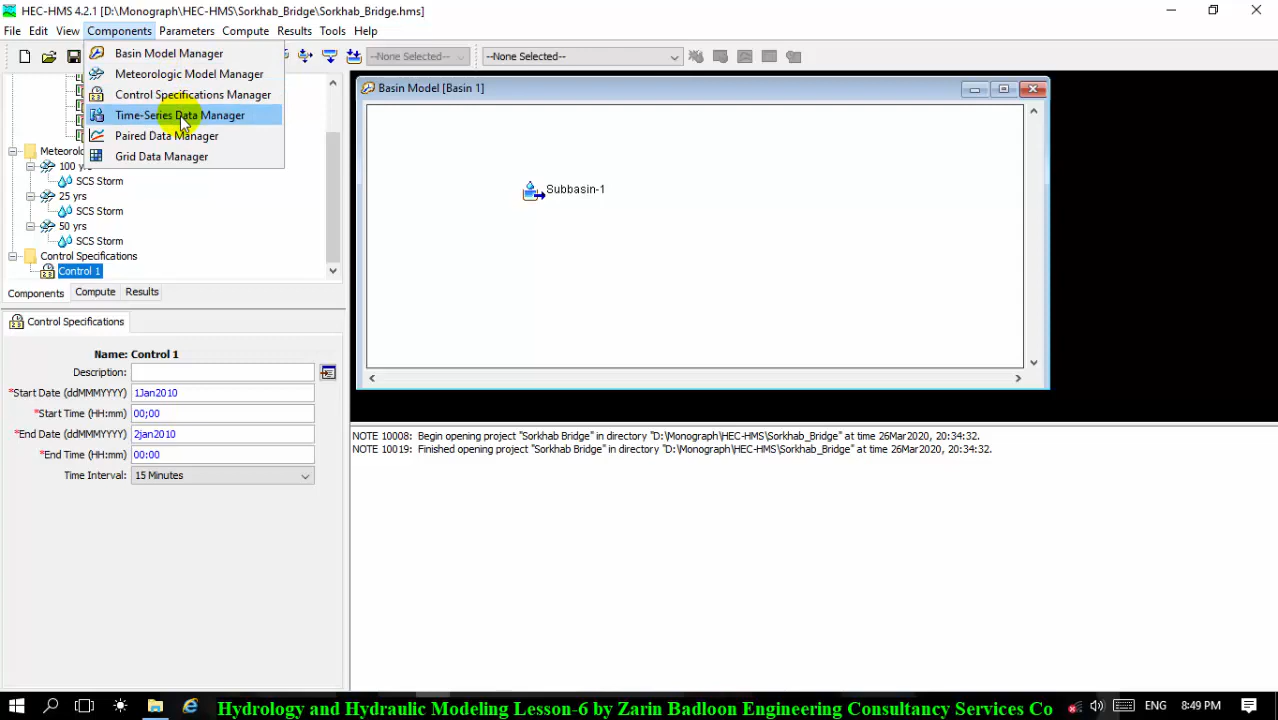 HEC-HMS 4.2.1 [D:\Monograph\HEC-HMS\Sorkhab_Bridge\Sorkhab_Bridge.hms]
File Edit View Components Parameters Compute Results Tools Help
--None Selected-- --None Selected--
Basin Model Manager
Meteorologic Model Manager
Control Specifications Manager
Time-Series Data Manager
Paired Data Manager
Grid Data Manager
100 yrs
SCS Storm
25 yrs
SCS Storm
50 yrs
SCS Storm
Control Specifications
Control 1
Components Compute Results
Control Specifications
Name: Control 1
Description:
*Start Date (ddMMMYYYY) 1Jan2010
*Start Time (HH:mm) 00;00
*End Date (ddMMMYYYY) 2jan2010
*End Time (HH:mm) 00:00
Time Interval: 15 Minutes
Basin Model [Basin 1]
Subbasin-1
NOTE 10008: Begin opening project "Sorkhab Bridge" in directory "D:\Monograph\HEC-HMS\Sorkhab_Bridge" at time 26Mar2020, 20:34:32.
NOTE 10019: Finished opening project "Sorkhab Bridge" in directory "D:\Monograph\HEC-HMS\Sorkhab_Bridge" at time 26Mar2020, 20:34:32.
Hydrology and Hydraulic Modeling Lesson-6 by Zarin Badloon Engineering Consultancy Services Co
ENG 8:49 PM